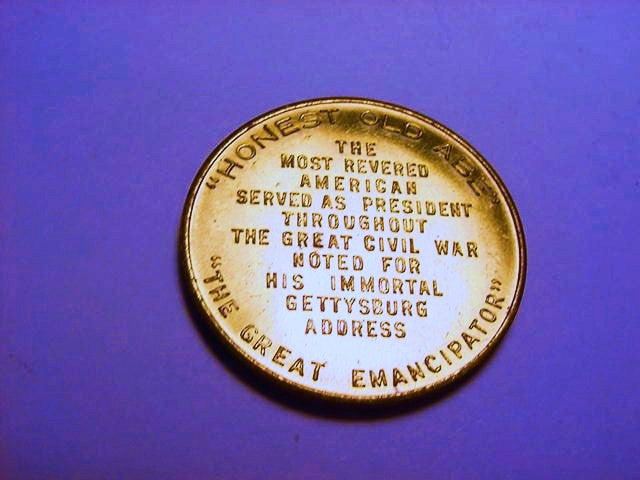 "HONEST OLD ABE"
THE
MOST REVERED
AMERICAN
SERVED AS PRESIDENT
THROUGHOUT
THE GREAT CIVIL WAR
NOTED FOR
HIS IMMORTAL
GETTYSBURG
ADDRESS
"THE GREAT EMANCIPATOR"